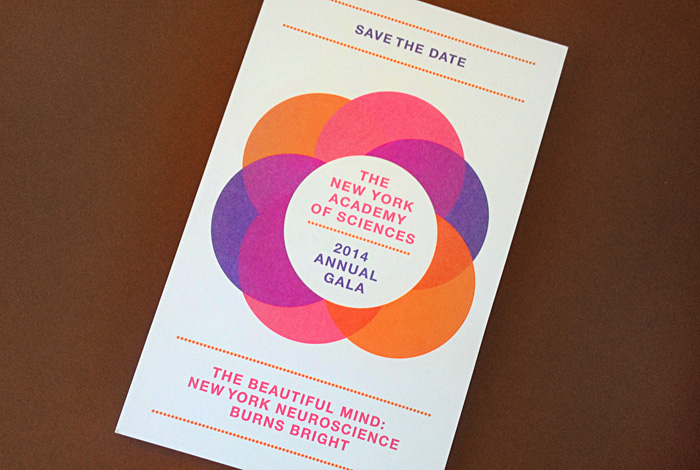 SAVE THE DATE
THE
NEW YORK
ACADEMY
OF SCIENCES
2014
ANNUAL
GALA
THE BEAUTIFUL MIND:
NEW YORK NEUROSCIENCE
BURNS BRIGHT